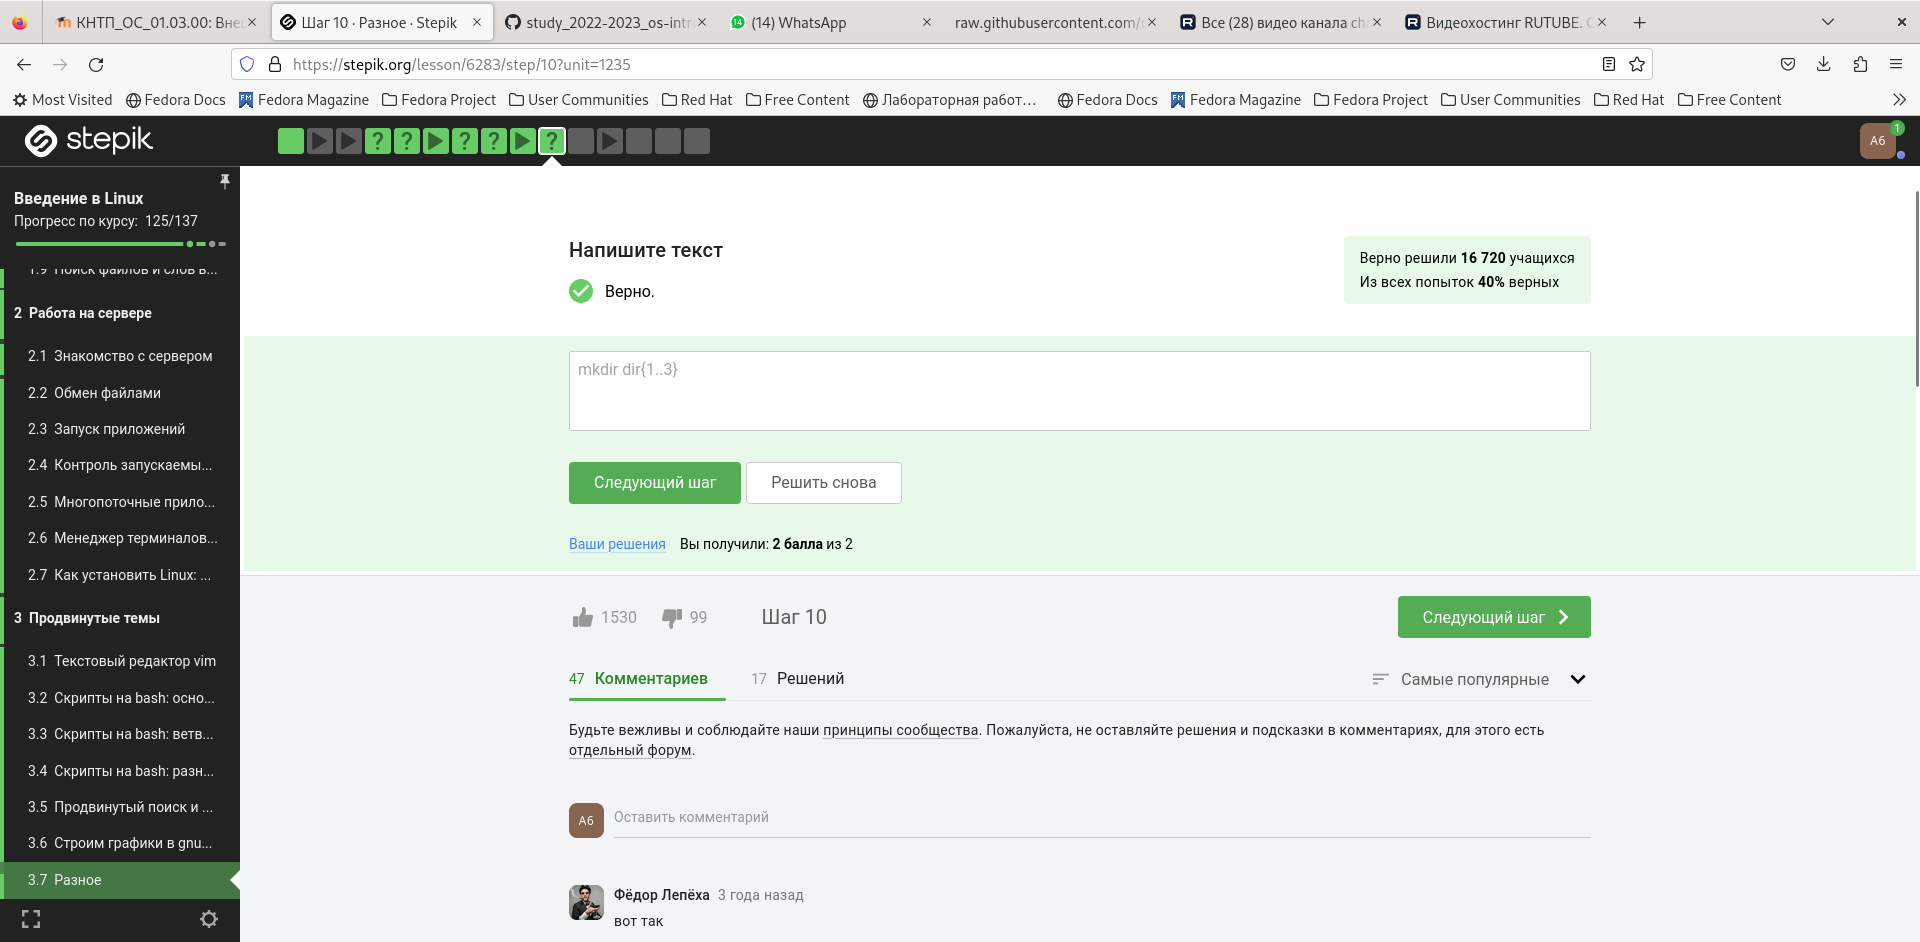 КНТП_ОС_01.03.00: Вне
Шаг 10 · Разное · Stepik
study_2022-2023_os-intr
(14) WhatsApp
raw.githubusercontent.com/
Все (28) видео канала cha
Видеохостинг RUTUBE. С
https://stepik.org/lesson/6283/step/10?unit=1235
Most Visited
Fedora Docs
Fedora Magazine
Fedora Project
User Communities
Red Hat
Free Content
Лабораторная работ…
Fedora Docs
Fedora Magazine
Fedora Project
User Communities
Red Hat
Free Content
stepik
A6
1
Введение в Linux
Прогресс по курсу: 125/137
1.9 Поиск файлов и слов в...
2 Работа на сервере
2.1 Знакомство с сервером
2.2 Обмен файлами
2.3 Запуск приложений
2.4 Контроль запускаемы...
2.5 Многопоточные прило...
2.6 Менеджер терминалов...
2.7 Как установить Linux: ...
3 Продвинутые темы
3.1 Текстовый редактор vim
3.2 Скрипты на bash: осно...
3.3 Скрипты на bash: ветв...
3.4 Скрипты на bash: разн...
3.5 Продвинутый поиск и ...
3.6 Строим графики в gnu...
3.7 Разное
Напишите текст
Верно.
Верно решили 16 720 учащихся
Из всех попыток 40% верных
mkdir dir{1..3}
Следующий шаг
Решить снова
Ваши решения
Вы получили: 2 балла из 2
1530
99
Шаг 10
Следующий шаг
47 Комментариев
17 Решений
Самые популярные
Будьте вежливы и соблюдайте наши принципы сообщества. Пожалуйста, не оставляйте решения и подсказки в комментариях, для этого есть
отдельный форум.
A6
Оставить комментарий
Фёдор Лепёха 3 года назад
вот так